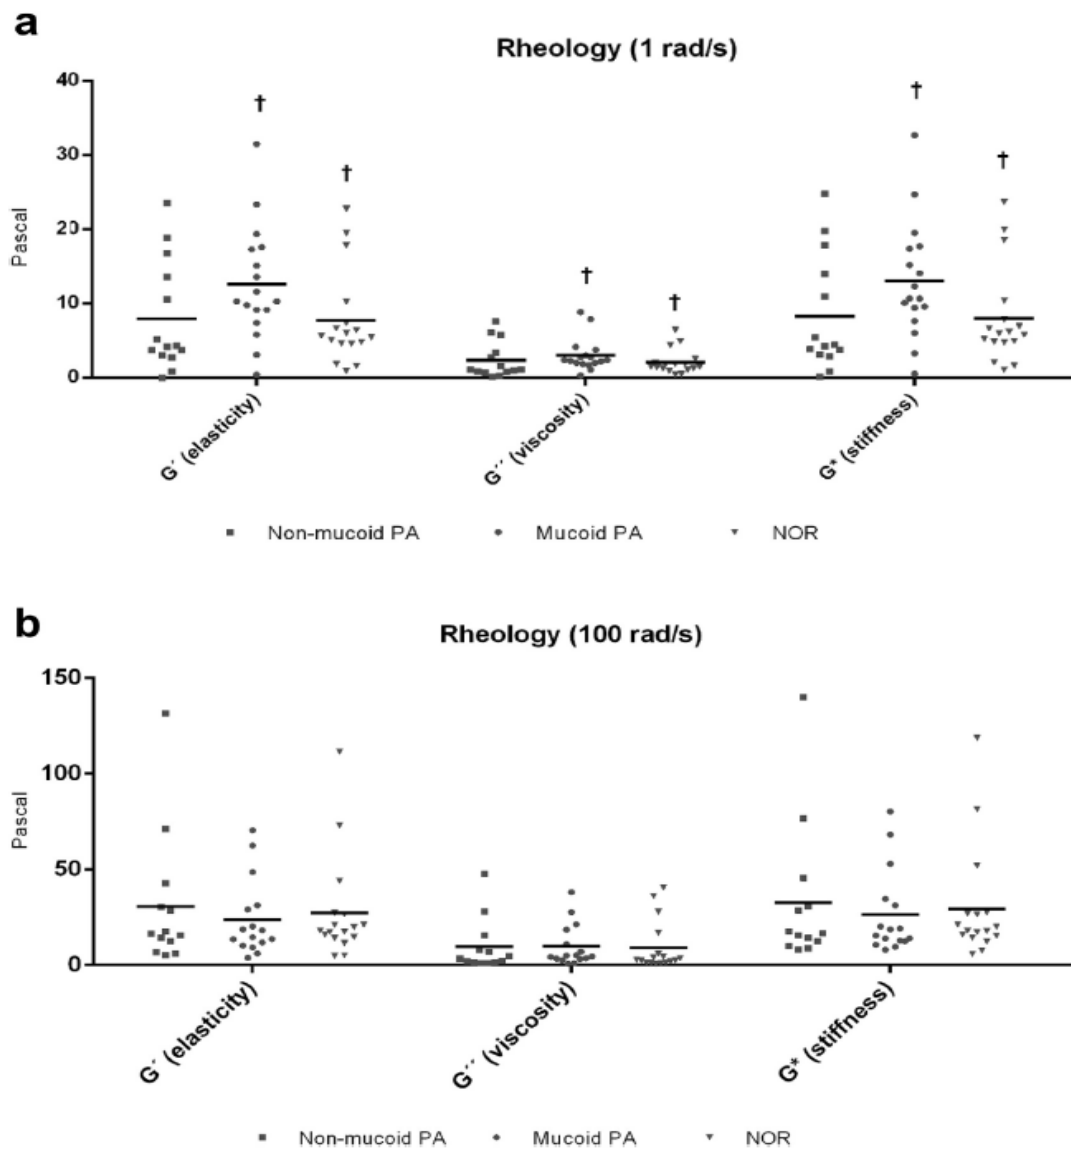 a
Rheology (1 rad/s)
40
†
†
30
†
†
Pascal
20
†
†
10
0
G´ (elasticity)
G´´ (viscosity)
G* (stiffness)
Non-mucoid PA
Mucoid PA
NOR
b
Rheology (100 rad/s)
150
100
Pascal
50
0
G´ (elasticity)
G´´ (viscosity)
G* (stiffness)
Non-mucoid PA
Mucoid PA
NOR